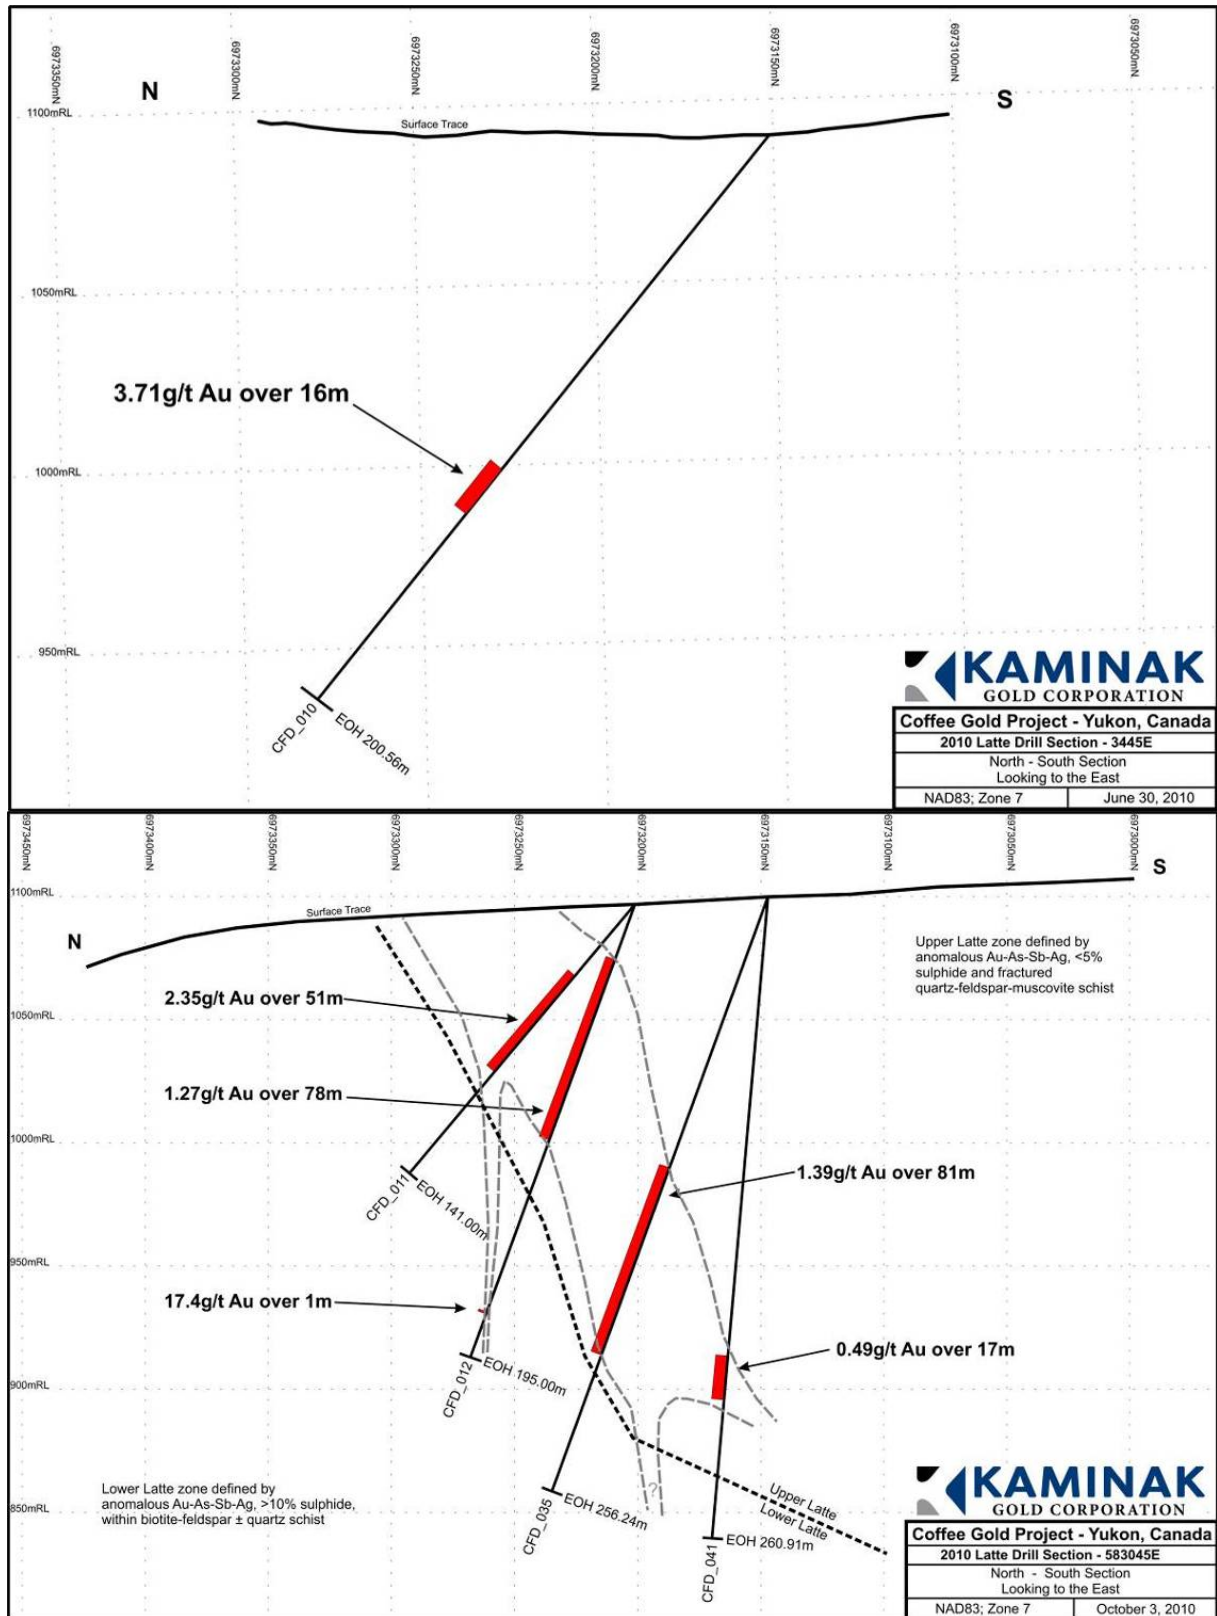 6973350mN
6973300mN
6973250mN
6973200mN
6973150mN
6973100mN
6973050mN
N
S
1100mRL
Surface Trace
1050mRL
3.71g/t Au over 16m
1000mRL
950mRL
CFD_010
EOH 200.56m
KAMINAK
GOLD CORPORATION
Coffee Gold Project - Yukon, Canada
2010 Latte Drill Section - 3445E
North - South Section
Looking to the East
NAD83; Zone 7
June 30, 2010
6973450mN
6973400mN
6973350mN
6973300mN
6973250mN
6973200mN
6973150mN
6973100mN
6973050mN
6973000mN
S
1100mRL
Surface Trace
N
Upper Latte zone defined by
anomalous Au-As-Sb-Ag, <5%
sulphide and fractured
quartz-feldspar-muscovite schist
2.35g/t Au over 51m
1050mRL
1.27g/t Au over 78m
1000mRL
1.39g/t Au over 81m
CFD_011
EOH 141.00m
950mRL
17.4g/t Au over 1m
0.49g/t Au over 17m
CFD_012
EOH 195.00m
900mRL
Lower Latte zone defined by
anomalous Au-As-Sb-Ag, >10% sulphide,
within biotite-feldspar ± quartz schist
850mRL
?
Upper Latte
Lower Latte
CFD_035
EOH 256.24m
CFD_041
EOH 260.91m
KAMINAK
GOLD CORPORATION
Coffee Gold Project - Yukon, Canada
2010 Latte Drill Section - 583045E
North - South Section
Looking to the East
NAD83; Zone 7
October 3, 2010